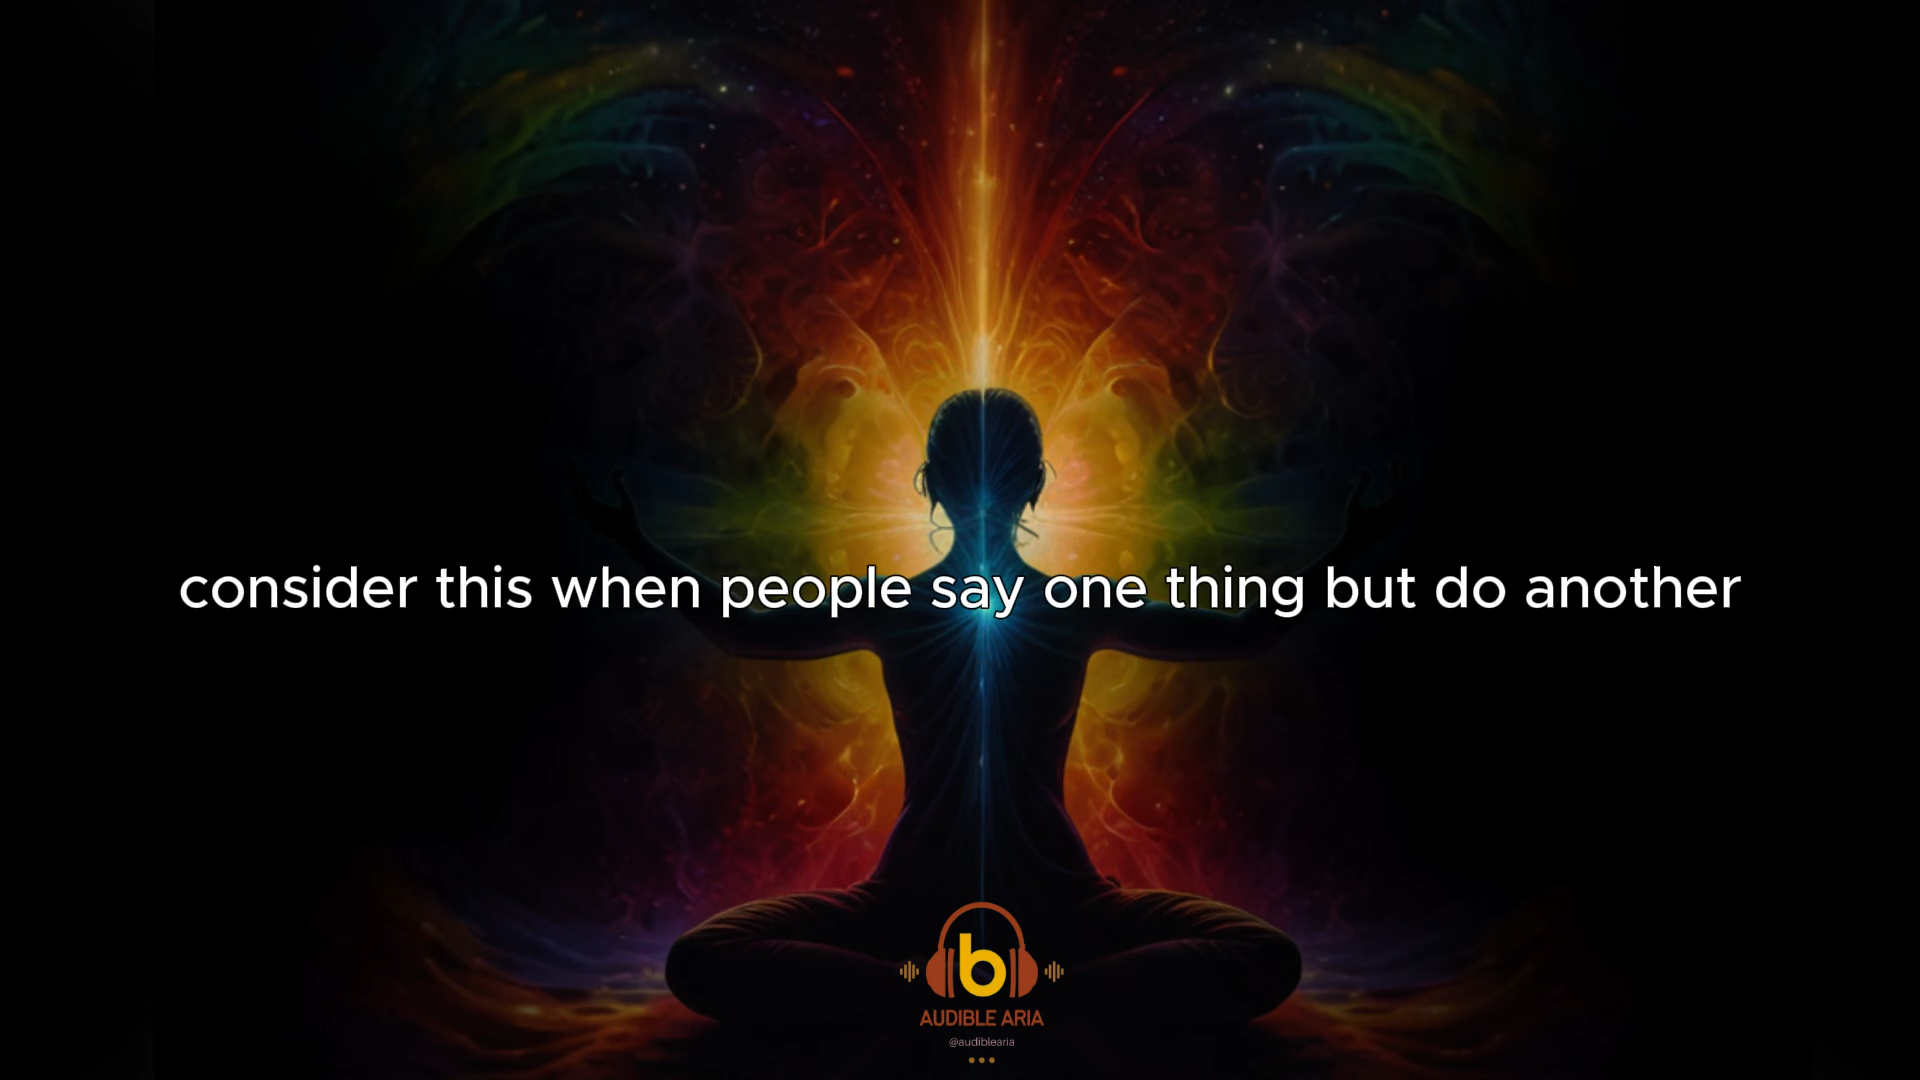 consider this when people say one thing but do another
b
AUDIBLE ARIA
@audiblearia